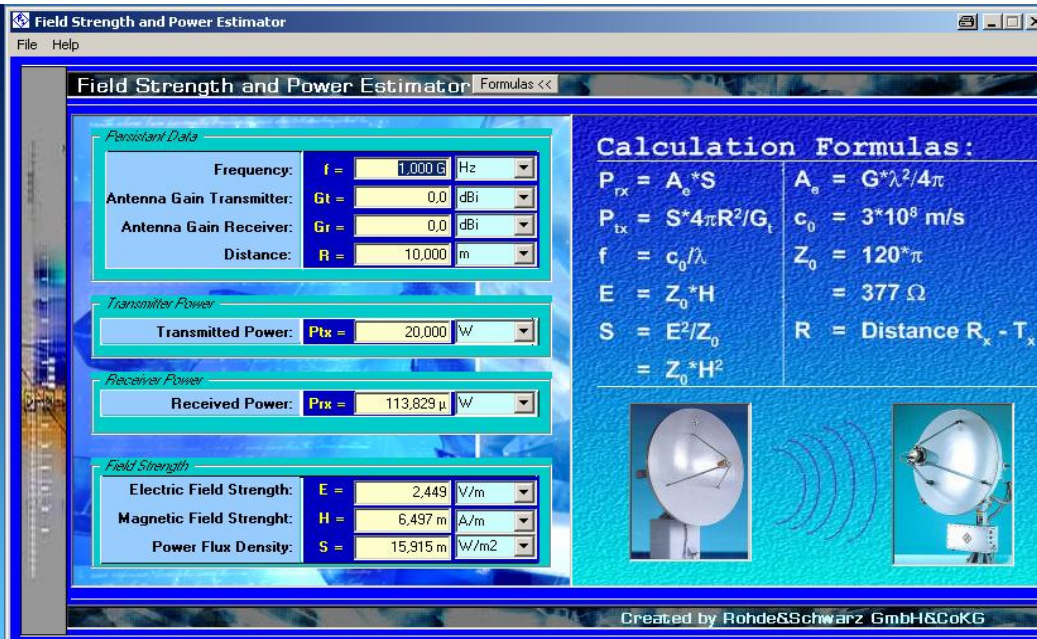 Field Strength and Power Estimator
File Help
Field Strength and Power Estimator Formulas <<
Persistant Data
Frequency: f = 1,000 G Hz
Antenna Gain Transmitter: Gt = 0,0 dBi
Antenna Gain Receiver: Gr = 0,0 dBi
Distance: R = 10,000 m
Transmitter Power
Transmitted Power: Ptx = 20,000 W
Receiver Power
Received Power: Prx = 113,829 µ W
Field Strength
Electric Field Strength: E = 2,449 V/m
Magnetic Field Strenght: H = 6,497 m A/m
Power Flux Density: S = 15,915 m W/m2
Calculation Formulas:
Prx = Ae*S
Ptx = S*4πR²/Gt
f = c0/λ
E = Z0*H
S = E²/Z0
= Z0*H²
Ae = G*λ²/4π
c0 = 3*10⁸ m/s
Z0 = 120*π
= 377 Ω
R = Distance Rx - Tx
Created by Rohde&Schwarz GmbH&CoKG